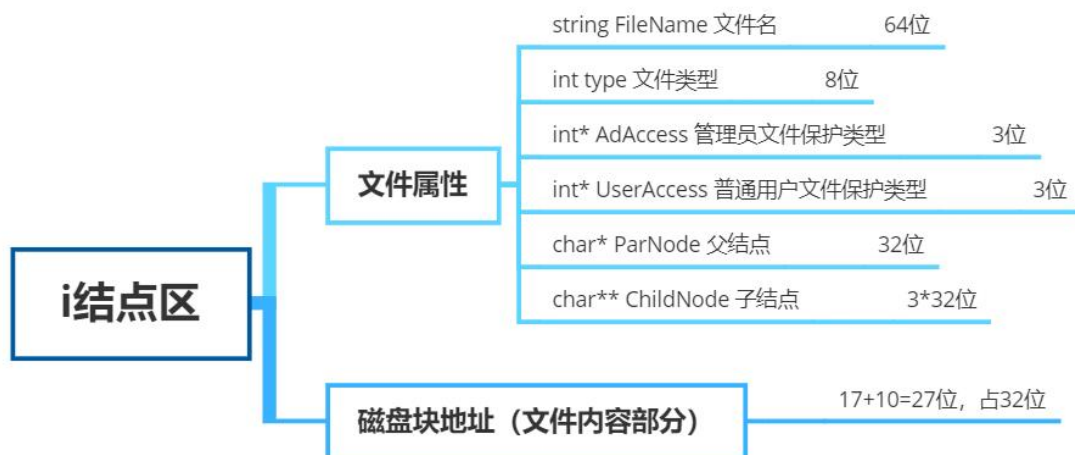 string FileName 文件名 64位
int type 文件类型 8位
int* AdAccess 管理员文件保护类型 3位
文件属性
int* UserAccess 普通用户文件保护类型 3位
char* ParNode 父结点 32位
i结点区
char** ChildNode 子结点 3*32位
磁盘块地址（文件内容部分） 17+10=27位，占32位